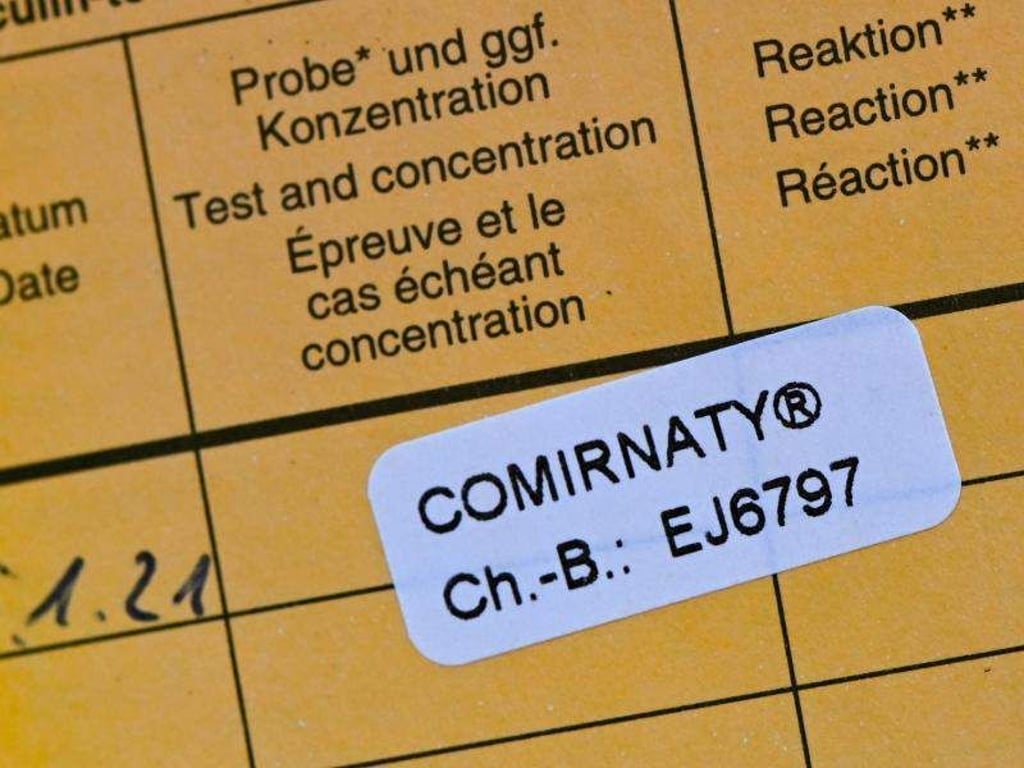 Probe* und ggf.
Konzentration
Test and concentration
Épreuve et le
cas échéant
concentration
Reaktion**
Reaction**
Réaction**
Date
COMIRNATY®
Ch.-B.: EJ6797
1.21